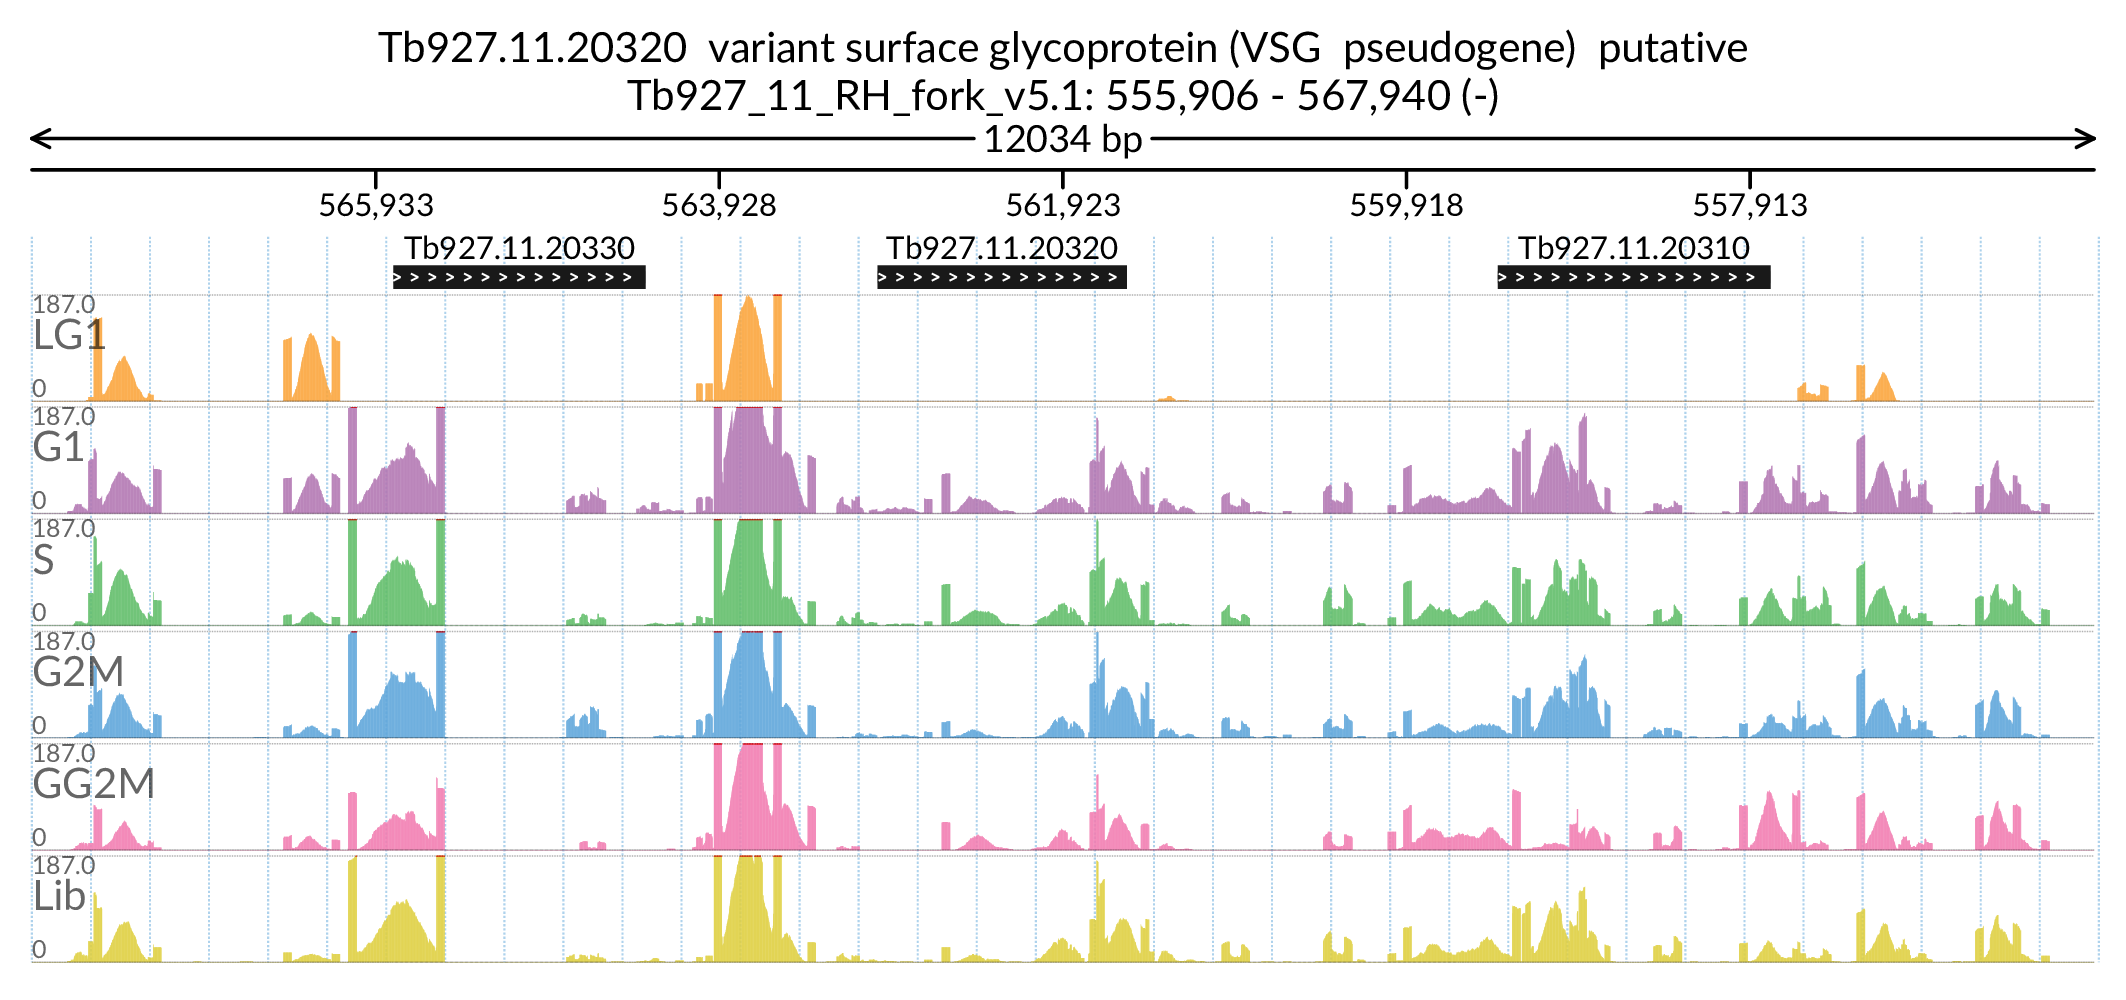 Tb927.11.20320  variant surface glycoprotein (VSG  pseudogene)  putative
Tb927_11_RH_fork_v5.1: 555,906 - 567,940 (-)
12034 bp
565,933 563,928 561,923 559,918 557,913
Tb927.11.20330 Tb927.11.20320 Tb927.11.20310
187.0
LG1
0
187.0
G1
0
187.0
S
0
187.0
G2M
0
187.0
GG2M
0
187.0
Lib
0